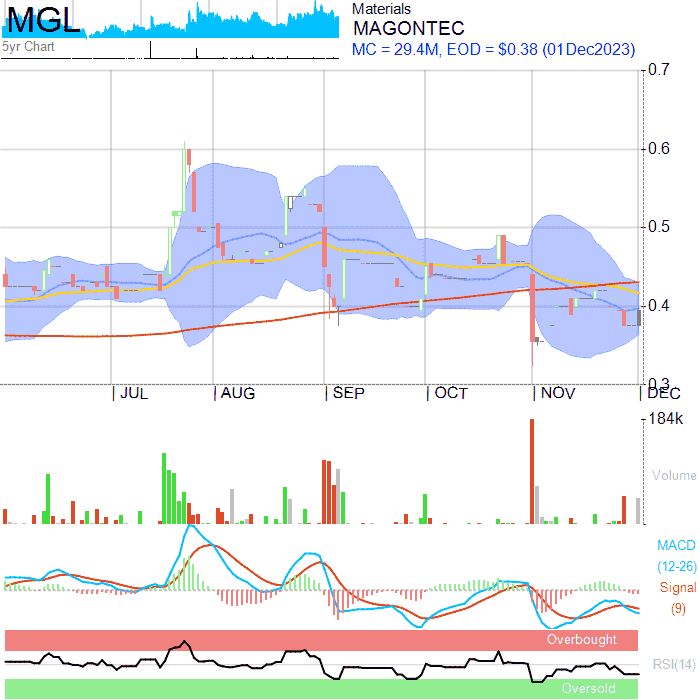 MGL
5yr Chart
Materials
MAGONTEC
MC = 29.4M, EOD = $0.38 (01Dec2023)
0.7
0.6
0.5
0.4
0.3
JUL AUG SEP OCT NOV DEC
184k
Volume
MACD
(12-26)
Signal
(9)
Overbought
RSI(14)
Oversold